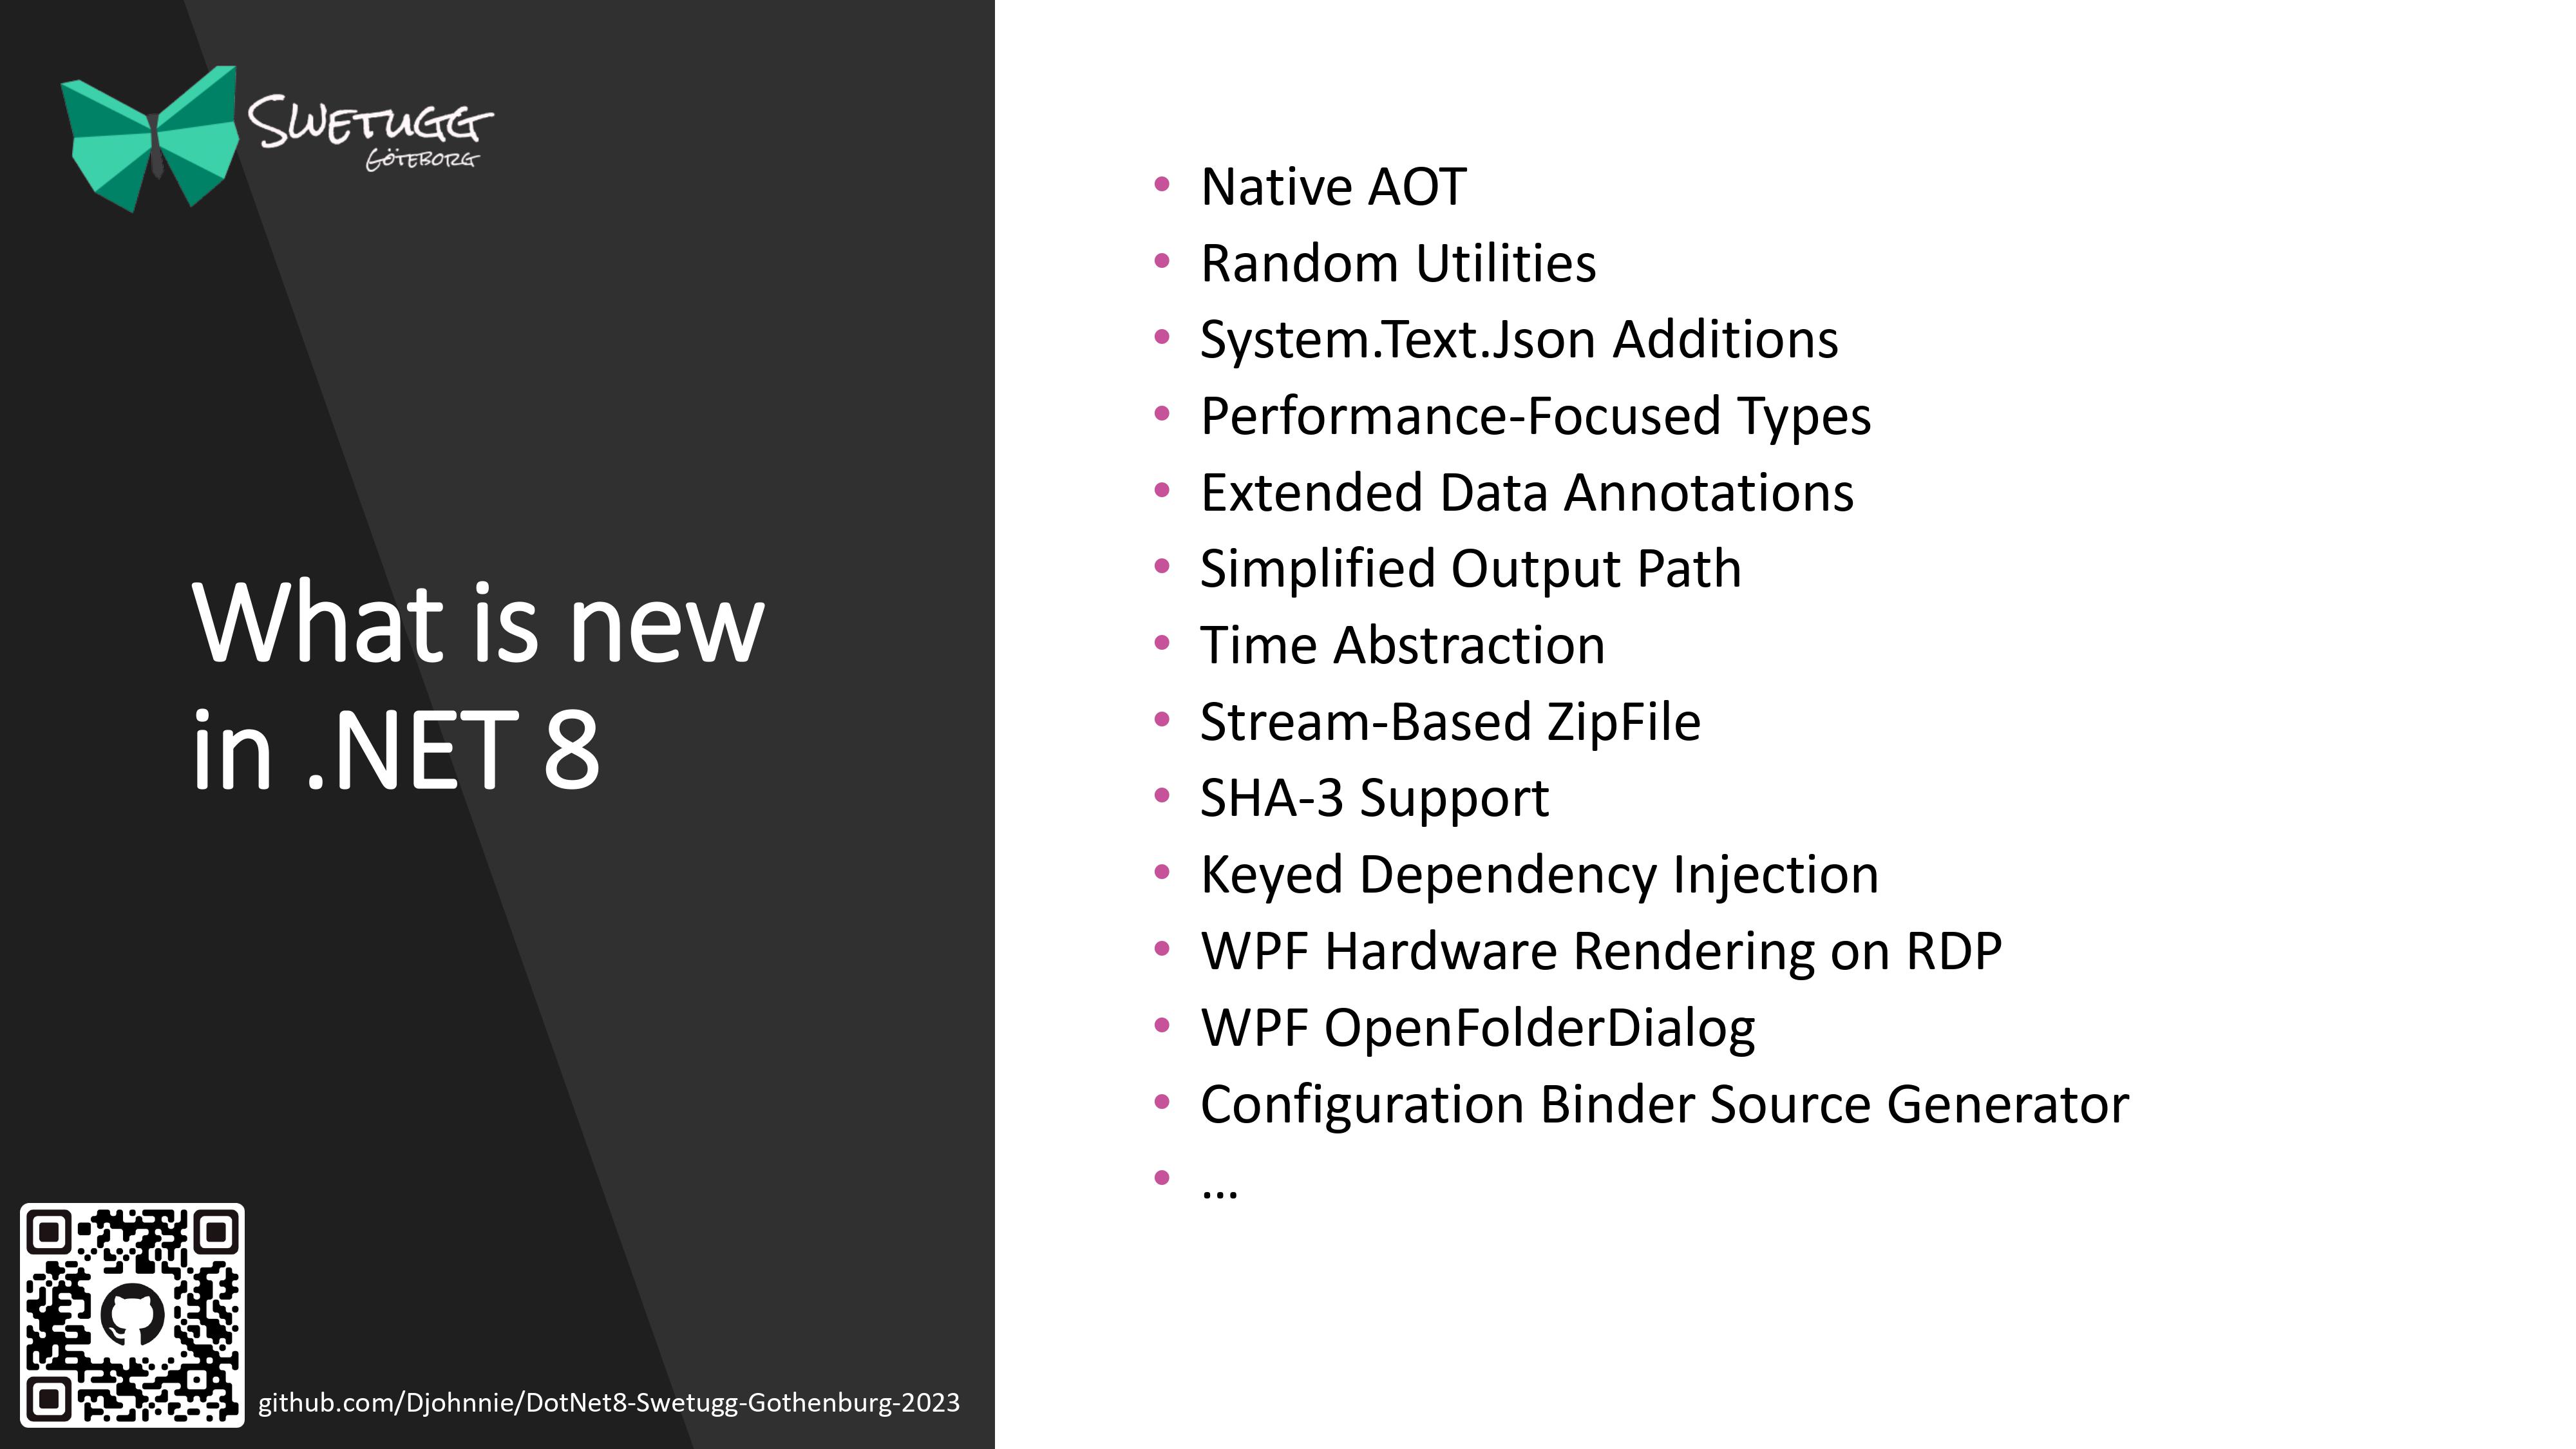 SWETUGG
GÖTEBORG
What is new
in .NET 8
github.com/Djohnnie/DotNet8-Swetugg-Gothenburg-2023
• Native AOT
• Random Utilities
• System.Text.Json Additions
• Performance-Focused Types
• Extended Data Annotations
• Simplified Output Path
• Time Abstraction
• Stream-Based ZipFile
• SHA-3 Support
• Keyed Dependency Injection
• WPF Hardware Rendering on RDP
• WPF OpenFolderDialog
• Configuration Binder Source Generator
• ...